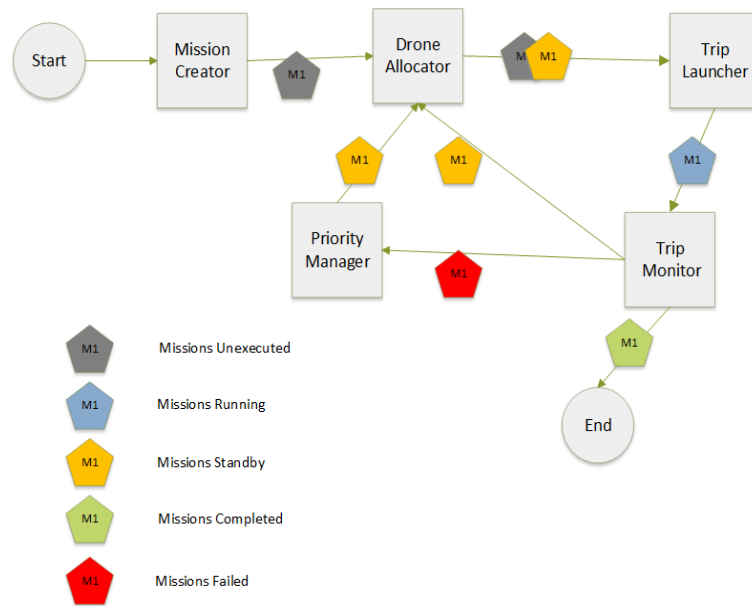 Start
Mission
Creator
M1
Drone
Allocator
M
M1
Trip
Launcher
M1
M1
M1
Priority
Manager
M1
Trip
Monitor
M1
End
M1 Missions Unexecuted
M1 Missions Running
M1 Missions Standby
M1 Missions Completed
M1 Missions Failed